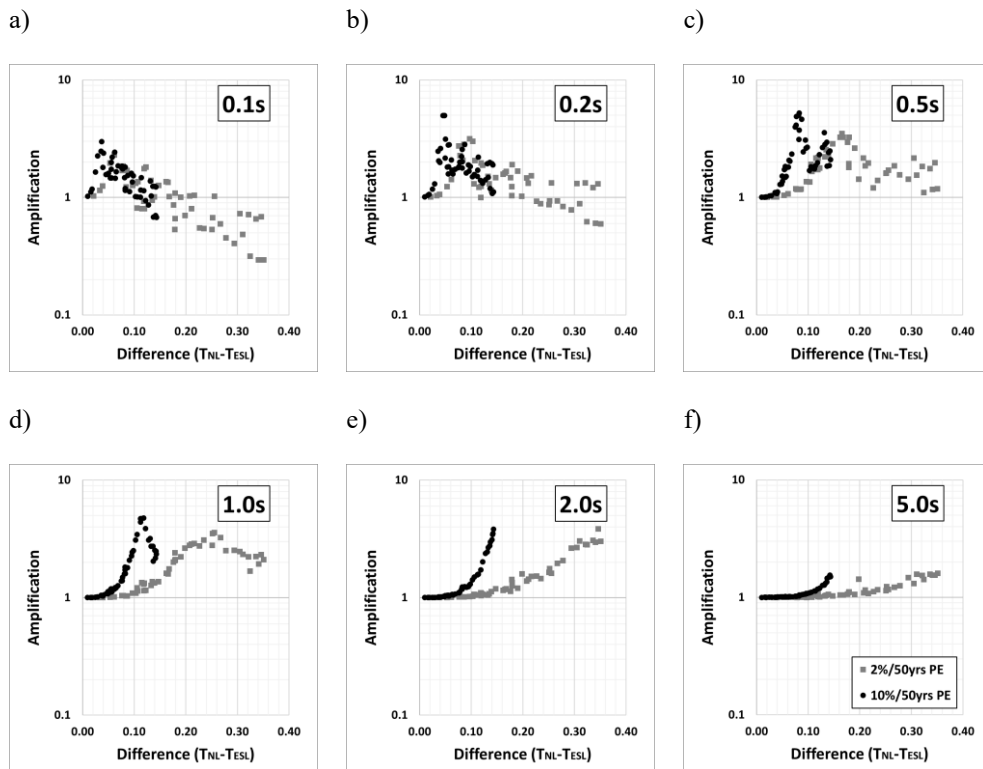 a)
b)
c)
10
0.1s
Amplification
1
0.1
0.00 0.10 0.20 0.30 0.40
Difference (TNL-TESL)
10
0.2s
Amplification
1
0.1
0.00 0.10 0.20 0.30 0.40
Difference (TNL-TESL)
10
0.5s
Amplification
1
0.1
0.00 0.10 0.20 0.30 0.40
Difference (TNL-TESL)
d)
e)
f)
10
1.0s
Amplification
1
0.1
0.00 0.10 0.20 0.30 0.40
Difference (TNL-TESL)
10
2.0s
Amplification
1
0.1
0.00 0.10 0.20 0.30 0.40
Difference (TNL-TESL)
10
5.0s
Amplification
1
2%/50yrs PE
10%/50yrs PE
0.1
0.00 0.10 0.20 0.30 0.40
Difference (TNL-TESL)